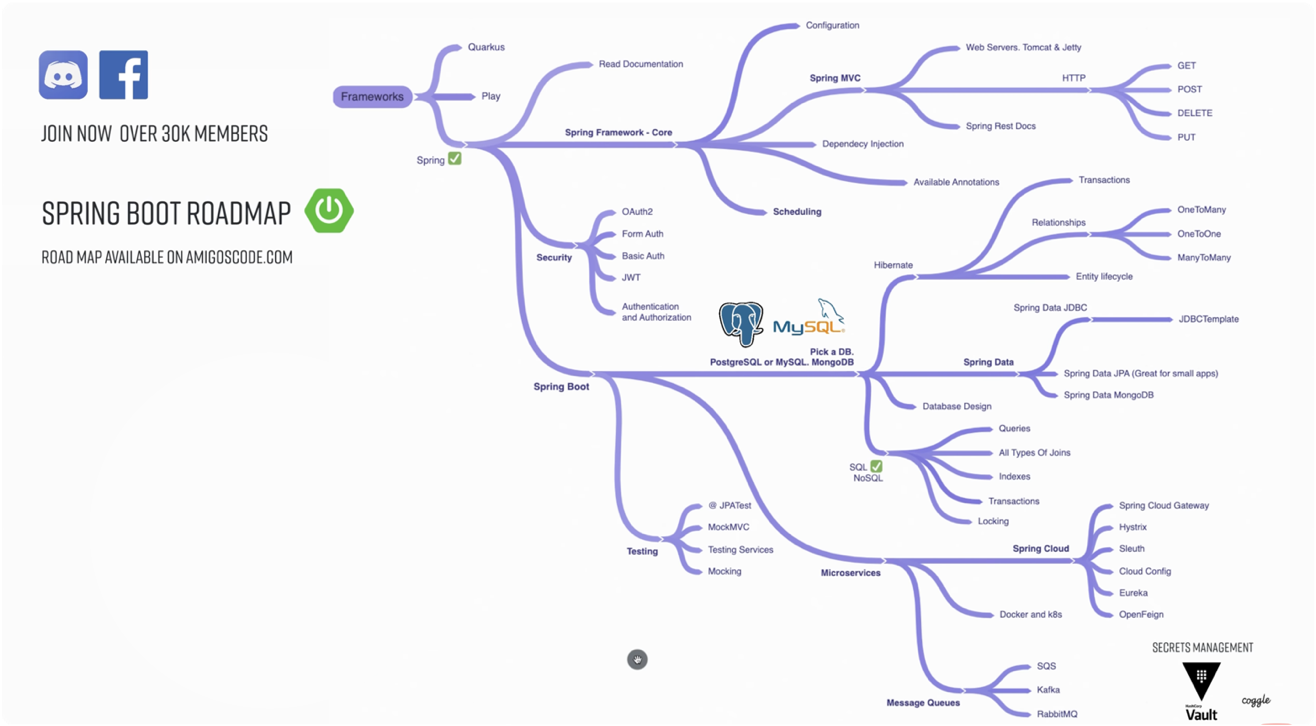 JOIN NOW OVER 30K MEMBERS
SPRING BOOT ROADMAP
ROAD MAP AVAILABLE ON AMIGOSCODE.COM
Frameworks
Quarkus
Play
Spring
Read Documentation
Spring Framework - Core
Configuration
Spring MVC
Web Servers. Tomcat & Jetty
HTTP
GET
POST
DELETE
PUT
Spring Rest Docs
Dependecy Injection
Available Annotations
Scheduling
Security
OAuth2
Form Auth
Basic Auth
JWT
Authentication
and Authorization
Spring Boot
MySQL
Pick a DB.
PostgreSQL or MySQL. MongoDB
Hibernate
Transactions
Relationships
OneToMany
OneToOne
ManyToMany
Entity lifecycle
Spring Data
Spring Data JDBC
JDBCTemplate
Spring Data JPA (Great for small apps)
Spring Data MongoDB
Database Design
SQL
NoSQL
Queries
All Types Of Joins
Indexes
Transactions
Locking
Testing
@ JPATest
MockMVC
Testing Services
Mocking
Microservices
Spring Cloud
Spring Cloud Gateway
Hystrix
Sleuth
Cloud Config
Eureka
OpenFeign
Docker and k8s
Message Queues
SQS
Kafka
RabbitMQ
SECRETS MANAGEMENT
HashiCorp
Vault
coggle